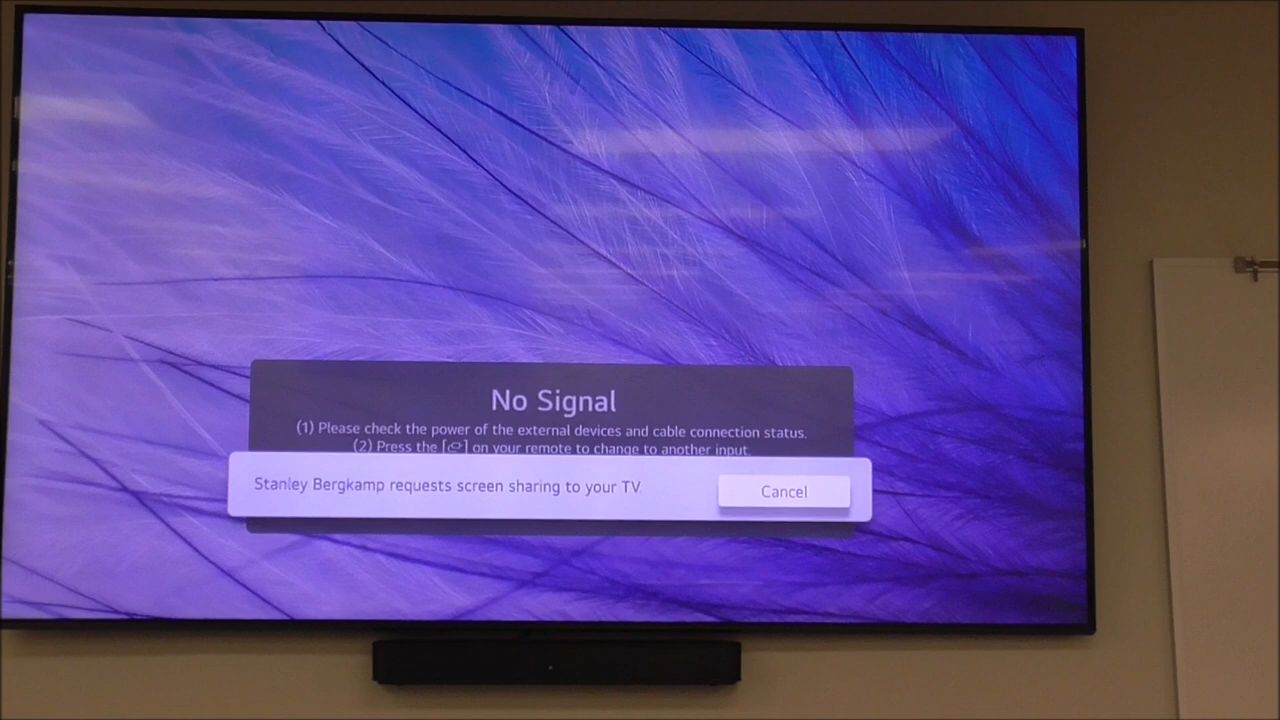 No Signal
(1) Please check the power of the external devices and cable connection status.
(2) Press the [⏎] on your remote to change to another input.
Stanley Bergkamp requests screen sharing to your TV.
Cancel